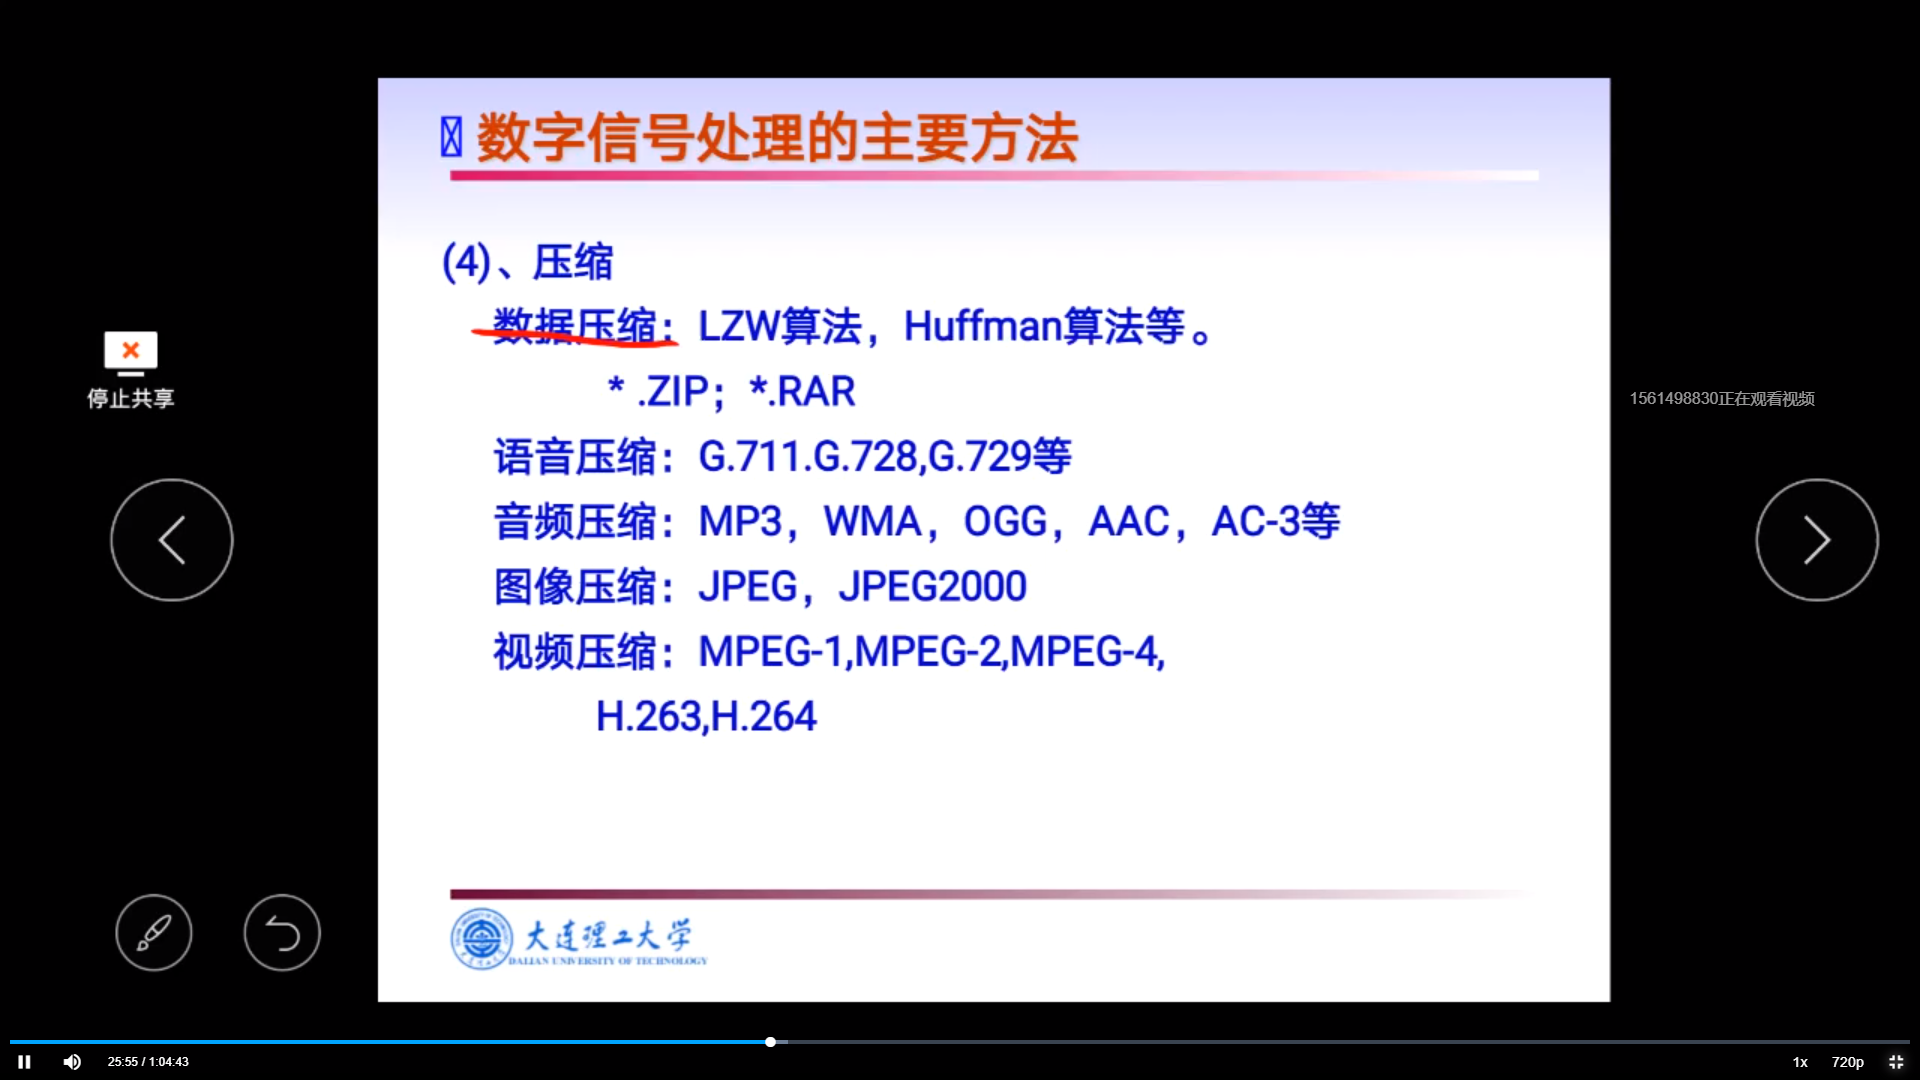 数字信号处理的主要方法
(4)、压缩
数据压缩：LZW算法，Huffman算法等。
* .ZIP；*.RAR
语音压缩：G.711.G.728,G.729等
音频压缩：MP3，WMA，OGG，AAC，AC-3等
图像压缩：JPEG，JPEG2000
视频压缩：MPEG-1,MPEG-2,MPEG-4,
H.263,H.264
停止共享
1561498830正在观看视频
大连理工大学
DALIAN UNIVERSITY OF TECHNOLOGY
25:55 / 1:04:43
1x
720p